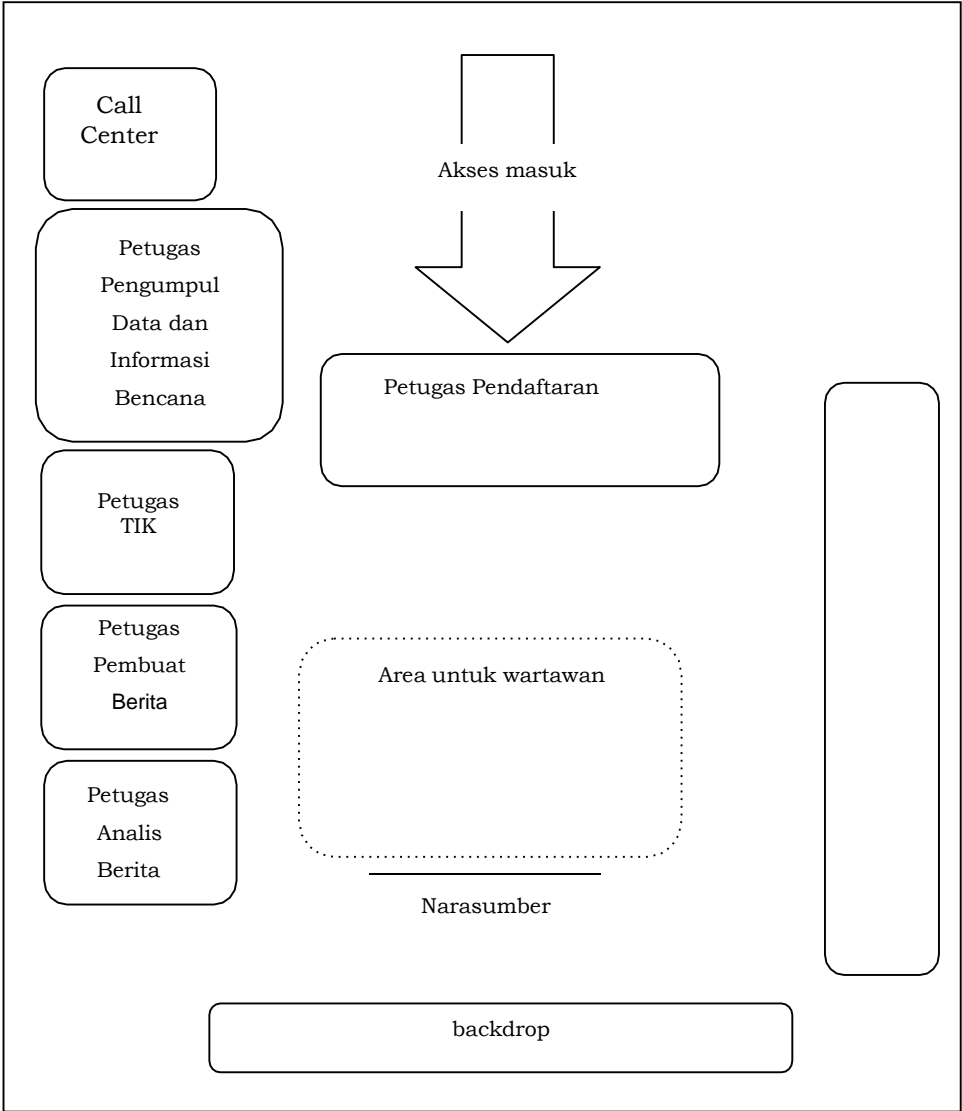 Call
Center
Akses masuk
Petugas
Pengumpul
Data dan
Informasi
Bencana
Petugas Pendaftaran
Petugas
TIK
Petugas
Pembuat
Berita
Area untuk wartawan
Petugas
Analis
Berita
Narasumber
backdrop